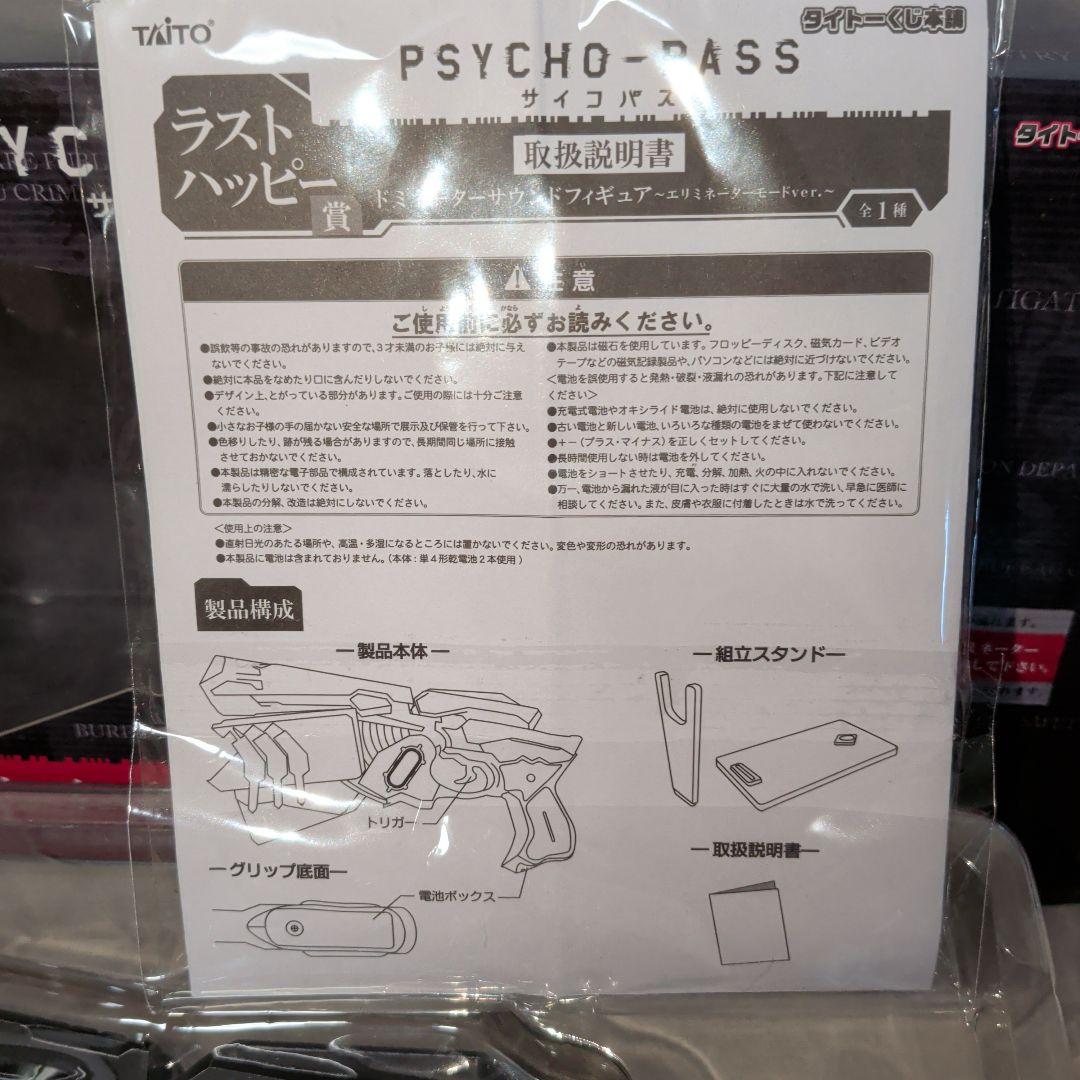 TAITO®
タイトーくじ本舗
PSYCHO-PASS
サイコパス
ラスト
ハッピー
賞
取扱説明書
ドミネーターサウンドフィギュア～エリミネーターモードver.～
全1種
注意
ご使用前に必ずお読みください。
●誤飲等の事故の恐れがありますので、3才未満のお子様には絶対に与え
ないでください。
●絶対に本品をなめたり口に含んだりしないでください。
●デザイン上、とがっている部分があります。ご使用の際には十分ご注意
ください。
●小さなお子様の手の届かない安全な場所で展示及び保管を行って下さい。
●色移りしたり、跡が残る場合がありますので、長期間同じ場所に接触
させておかないでください。
●本製品は精密な電子部品で構成されています。落としたり、水に
濡らしたりしないでください。
●本製品の分解、改造は絶対にしないでください。
●本製品は磁石を使用しています。フロッピーディスク、磁気カード、ビデオ
テープなどの磁気記録製品や、パソコンなどには絶対に近づけないでください。
＜電池を誤使用すると発熱・破裂・液漏れの恐れがあります。下記に注意して
ください＞
●充電式電池やオキシライド電池は、絶対に使用しないでください。
●古い電池と新しい電池、いろいろな種類の電池をまぜて使わないでください。
●＋－（プラス・マイナス）を正しくセットしてください。
●長時間使用しない時は電池を外してください。
●電池をショートさせたり、充電、分解、加熱、火の中に入れないでください。
●万一、電池から漏れた液が目に入った時はすぐに大量の水で洗い、早急に医師に
相談してください。また、皮膚や衣服に付着したときは水で洗ってください。
＜使用上の注意＞
●直射日光のあたる場所や、高温・多湿になるところには置かないでください。変色や変形の恐れがあります。
●本製品に電池は含まれておりません。（本体：単4形乾電池2本使用）
製品構成
製品本体
組立スタンド
トリガー
グリップ底面
電池ボックス
取扱説明書